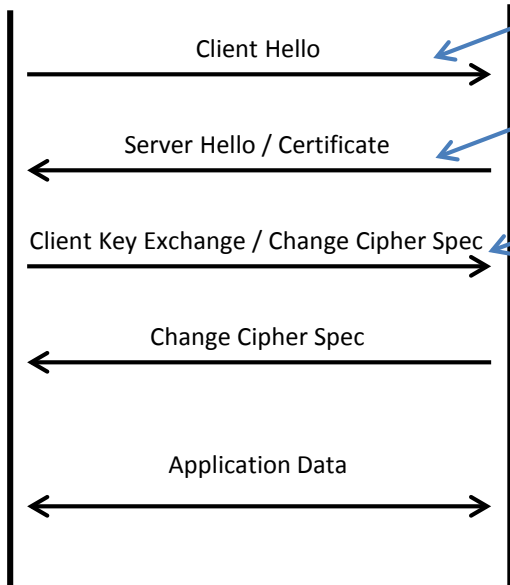 Client Hello
Server Hello / Certificate
Client Key Exchange / Change Cipher Spec
Change Cipher Spec
Application Data